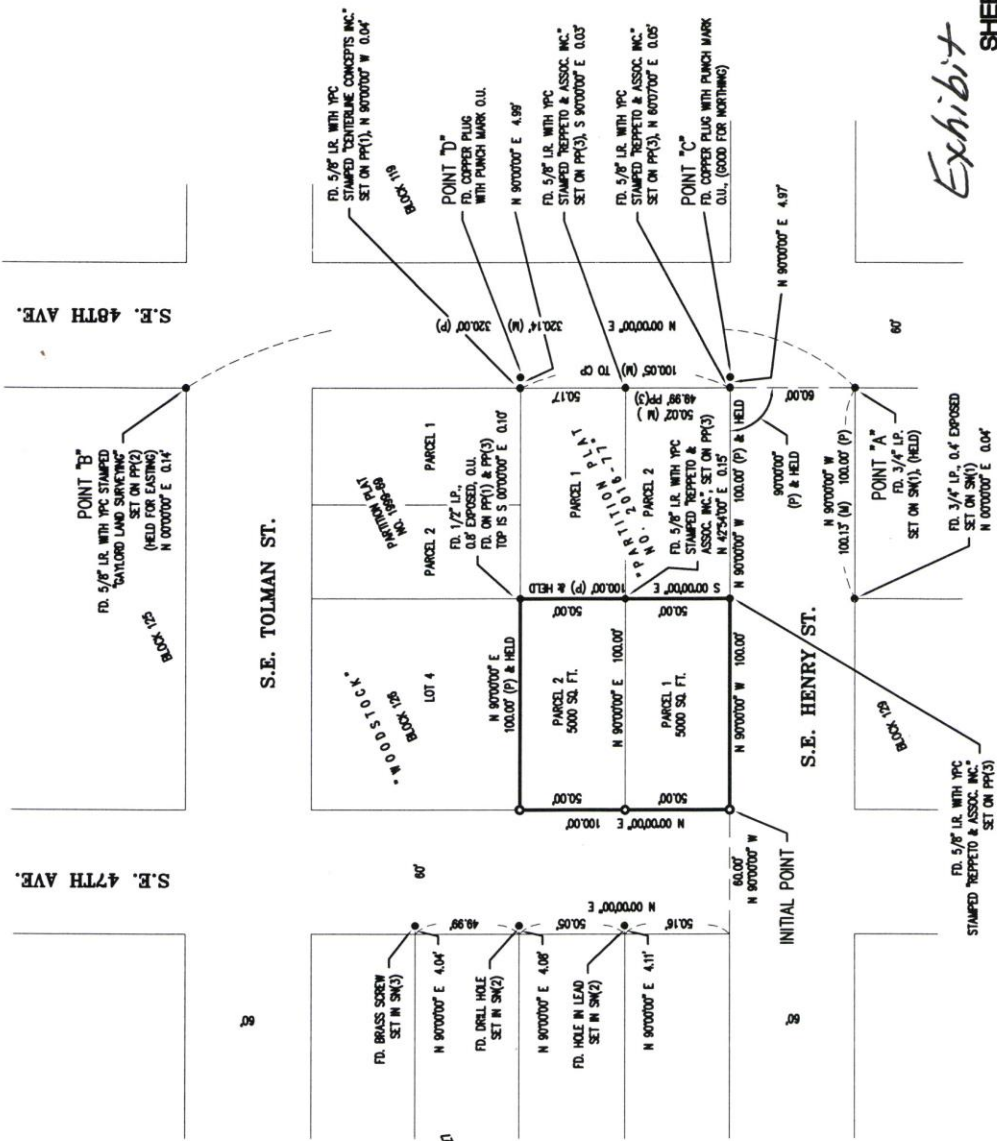 Exhibit
SHEE
S.E. 48TH AVE.
S.E. 47TH AVE.
S.E. TOLMAN ST.
S.E. HENRY ST.
POINT "B"
FD. 5/8" I.R. WITH YPC STAMPED
"GAYLORD LAND SURVEYING"
SET ON PP(2)
(HELD FOR EASTING)
N 00°00'00" E 0.14'
BLOCK 125
FD. 5/8" I.R. WITH YPC
STAMPED "CENTERLINE CONCEPTS INC."
SET ON PP(1), N 90°00'00" W 0.04'
BLOCK 119
POINT "D"
FD. COPPER PLUG
WITH PUNCH MARK O.U.
N 90°00'00" E 4.99'
FD. 5/8" I.R. WITH YPC
STAMPED "REPPETO & ASSOC. INC."
SET ON PP(3), S 90°00'00" E 0.03'
FD. 5/8" I.R. WITH YPC
STAMPED "REPPETO & ASSOC. INC."
SET ON PP(3), N 60°07'00" E 0.05'
POINT "C"
FD. COPPER PLUG WITH PUNCH MARK
O.U., (GOOD FOR NORTHING)
N 90°00'00" E 4.97'
N 00°00'00" E
320.14' (M) 320.00' (P)
100.05' (M) TO CP
50.17'
50.02' (M)
49.99' PP(3)
60.00'
60'
"WOODSTOCK"
BLOCK 126
LOT 4
PARTITION PLAT
NO. 1999-69
PARCEL 2
PARCEL 1
FD. 1/2" I.P.,
0.8' EXPOSED, O.U.
FD. ON PP(1) & PP(3)
TOP IS S 00°00'00" E 0.10'
PARCEL 1
"PARTITION PLAT
NO. 2016-77"
PARCEL 2
FD. 5/8" I.R. WITH YPC
STAMPED "REPPETO &
ASSOC. INC.", SET ON PP(3)
N 42°54'00" E 0.15'
N 90°00'00" W 100.00' (P) & HELD
90°00'00"
(P) & HELD
N 90°00'00" W
100.13' (M) 100.00' (P)
POINT "A"
FD. 3/4" I.P.
SET ON SN(1), (HELD)
FD. 3/4" I.P., 0.4' EXPOSED
SET ON SN(1)
N 00°00'00" E 0.04'
N 90°00'00" E
100.00' (P) & HELD
PARCEL 2
5000 SQ. FT.
N 90°00'00" E 100.00'
PARCEL 1
5000 SQ. FT.
N 90°00'00" W 100.00'
S 00°00'00" E 100.00' (P) & HELD
50.00'
50.00'
50.00'
50.00'
N 00°00'00" E 100.00'
FD. BRASS SCREW
SET IN SN(3)
N 90°00'00" E 4.04'
FD. DRILL HOLE
SET IN SN(2)
N 90°00'00" E 4.08'
FD. HOLE IN LEAD
SET IN SN(2)
N 90°00'00" E 4.11'
49.99'
50.05'
50.16'
N 00°00'00" E
60'
60'
60'
60.00'
N 90°00'00" W
INITIAL POINT
BLOCK 129
FD. 5/8" I.R. WITH YPC
STAMPED "REPPETO & ASSOC. INC."
SET ON PP(3)